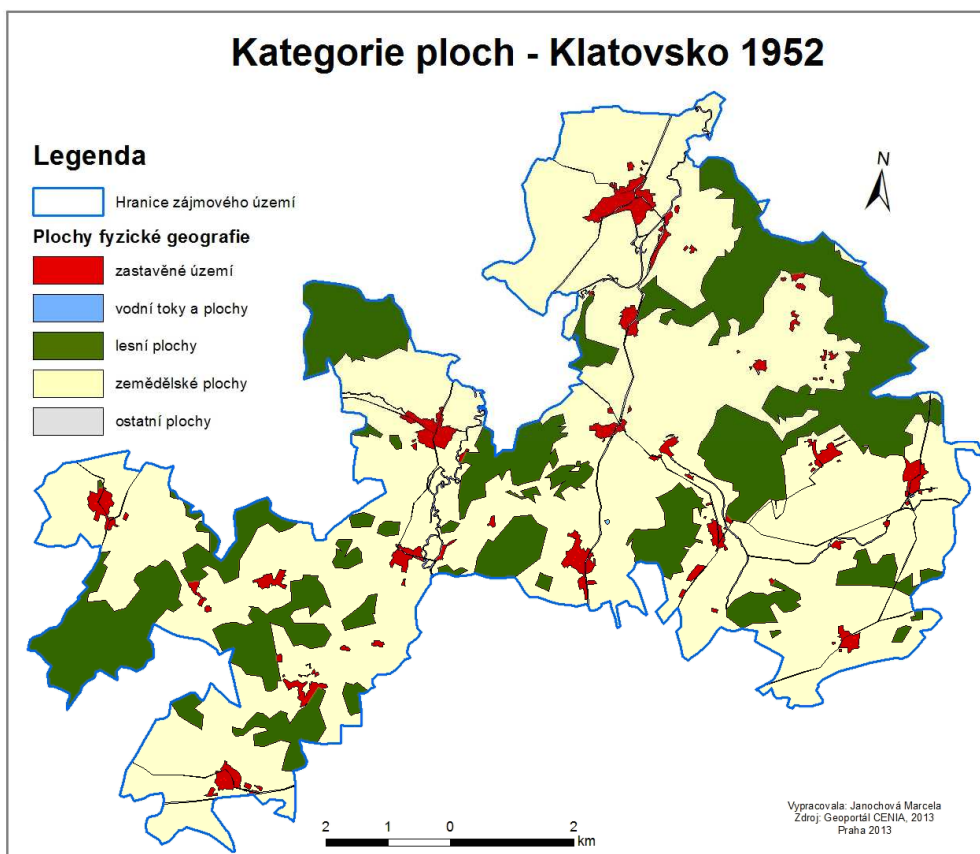 Kategorie ploch - Klatovsko 1952
Legenda
Hranice zájmového území
Plochy fyzické geografie
zastavěné území
vodní toky a plochy
lesní plochy
zemědělské plochy
ostatní plochy
N
2 1 0 2
km
Vypracovala: Janochová Marcela
Zdroj: Geoportál CENIA, 2013
Praha 2013